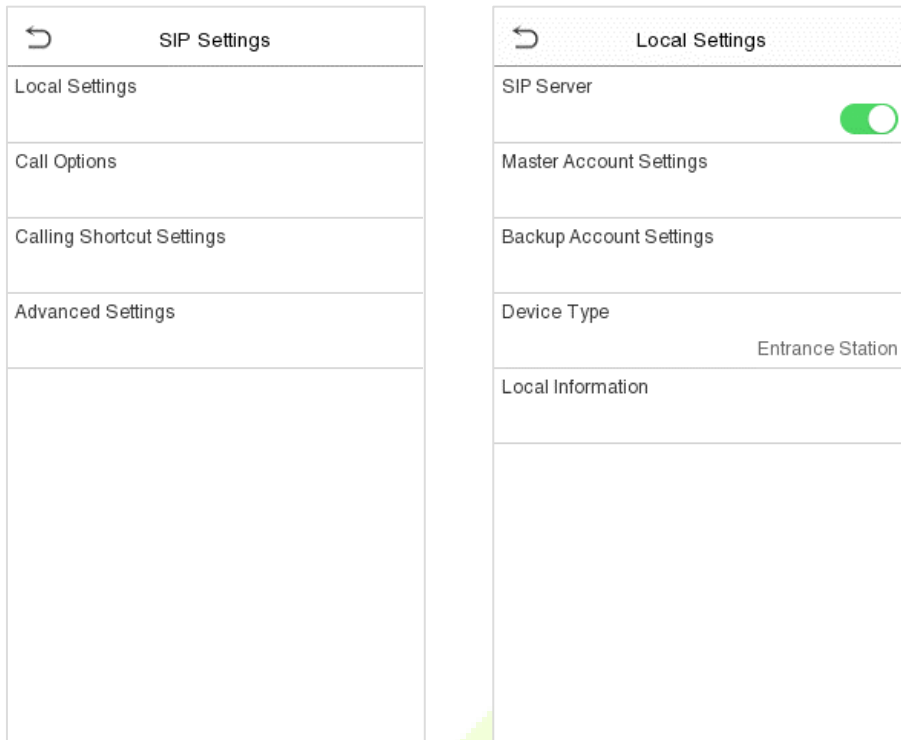 SIP Settings
Local Settings
Call Options
Calling Shortcut Settings
Advanced Settings
Local Settings
SIP Server
Master Account Settings
Backup Account Settings
Device Type
Entrance Station
Local Information